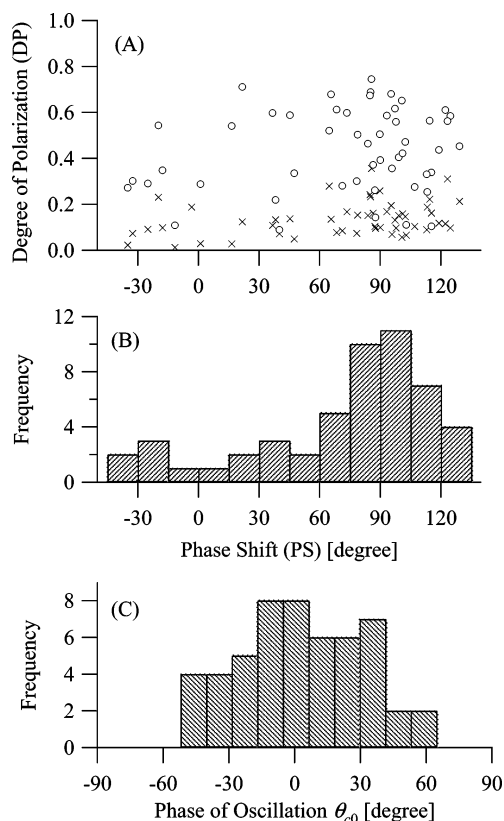 (A)
Degree of Polarization (DP)
1.0
0.8
0.6
0.4
0.2
0.0
-30 0 30 60 90 120
(B)
Frequency
12
8
4
0
-30 0 30 60 90 120
Phase Shift (PS) [degree]
(C)
Frequency
8
6
4
2
0
-90 -60 -30 0 30 60 90
Phase of Oscillation θc0 [degree]